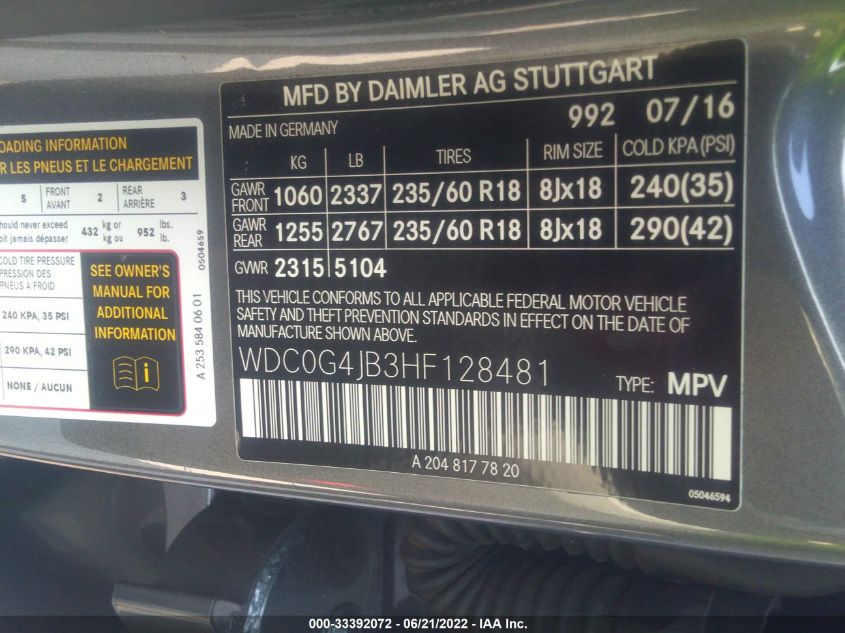 OADING INFORMATION
R LES PNEUS ET LE CHARGEMENT
5 FRONT AVANT 2 REAR ARRIÈRE 3
hould never exceed
oit jamais dépasser 432 kg or kg ou 952 lbs. lb.
COLD TIRE PRESSURE
PRESSION DES
PNEUS À FROID
240 KPA, 35 PSI
290 KPA, 42 PSI
NONE / AUCUN
SEE OWNER'S
MANUAL FOR
ADDITIONAL
INFORMATION
i
0504659
A 253 584 06 01
MFD BY DAIMLER AG STUTTGART
MADE IN GERMANY 992 07/16
KG LB TIRES RIM SIZE COLD KPA (PSI)
GAWR FRONT 1060 2337 235/60 R18 8Jx18 240(35)
GAWR REAR 1255 2767 235/60 R18 8Jx18 290(42)
GVWR 2315 5104
THIS VEHICLE CONFORMS TO ALL APPLICABLE FEDERAL MOTOR VEHICLE
SAFETY AND THEFT PREVENTION STANDARDS IN EFFECT ON THE DATE OF
MANUFACTURE SHOWN ABOVE.
WDC0G4JB3HF128481 TYPE: MPV
A 204 817 78 20
05046594
000-33392072 - 06/21/2022 - IAA Inc.